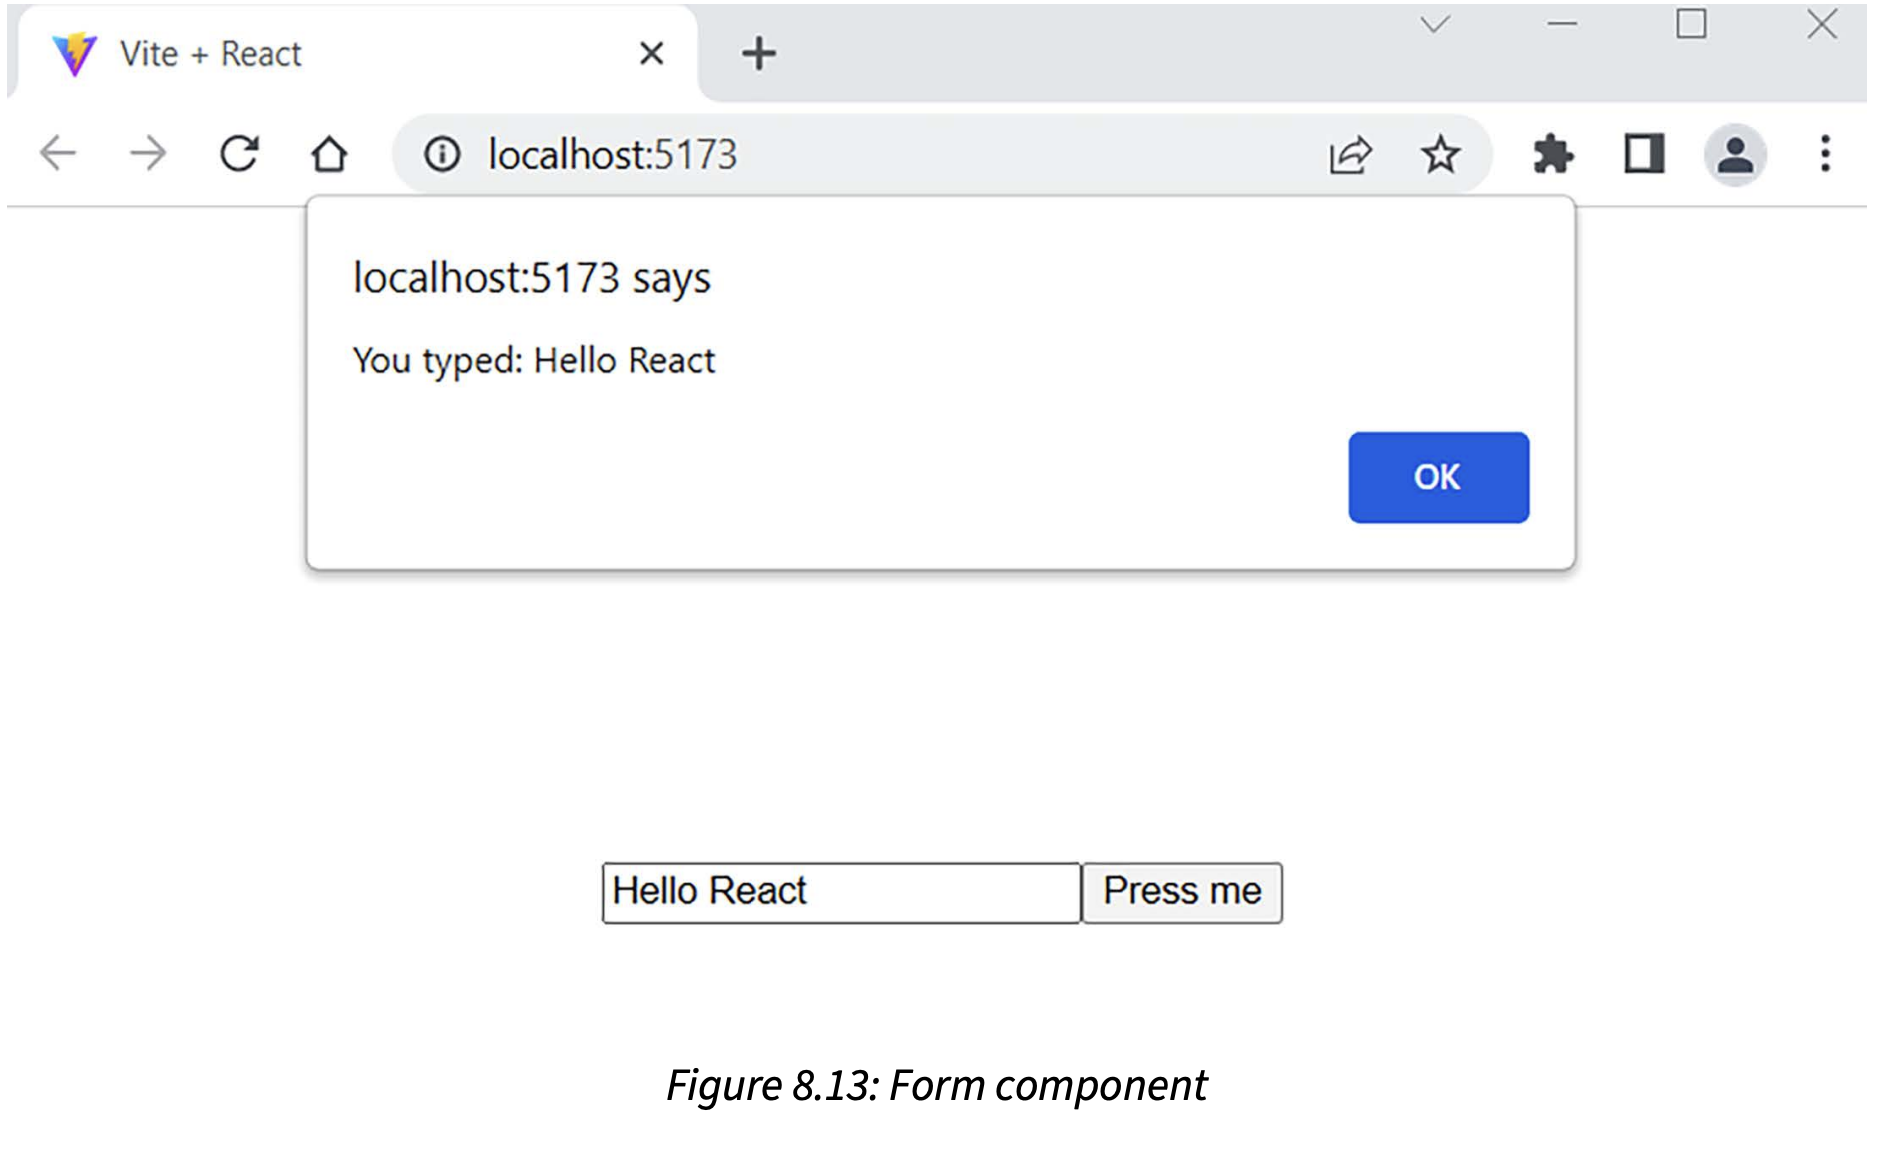 Vite + React
localhost:5173
localhost:5173 says
You typed: Hello React
OK
Hello React
Press me
Figure 8.13: Form component